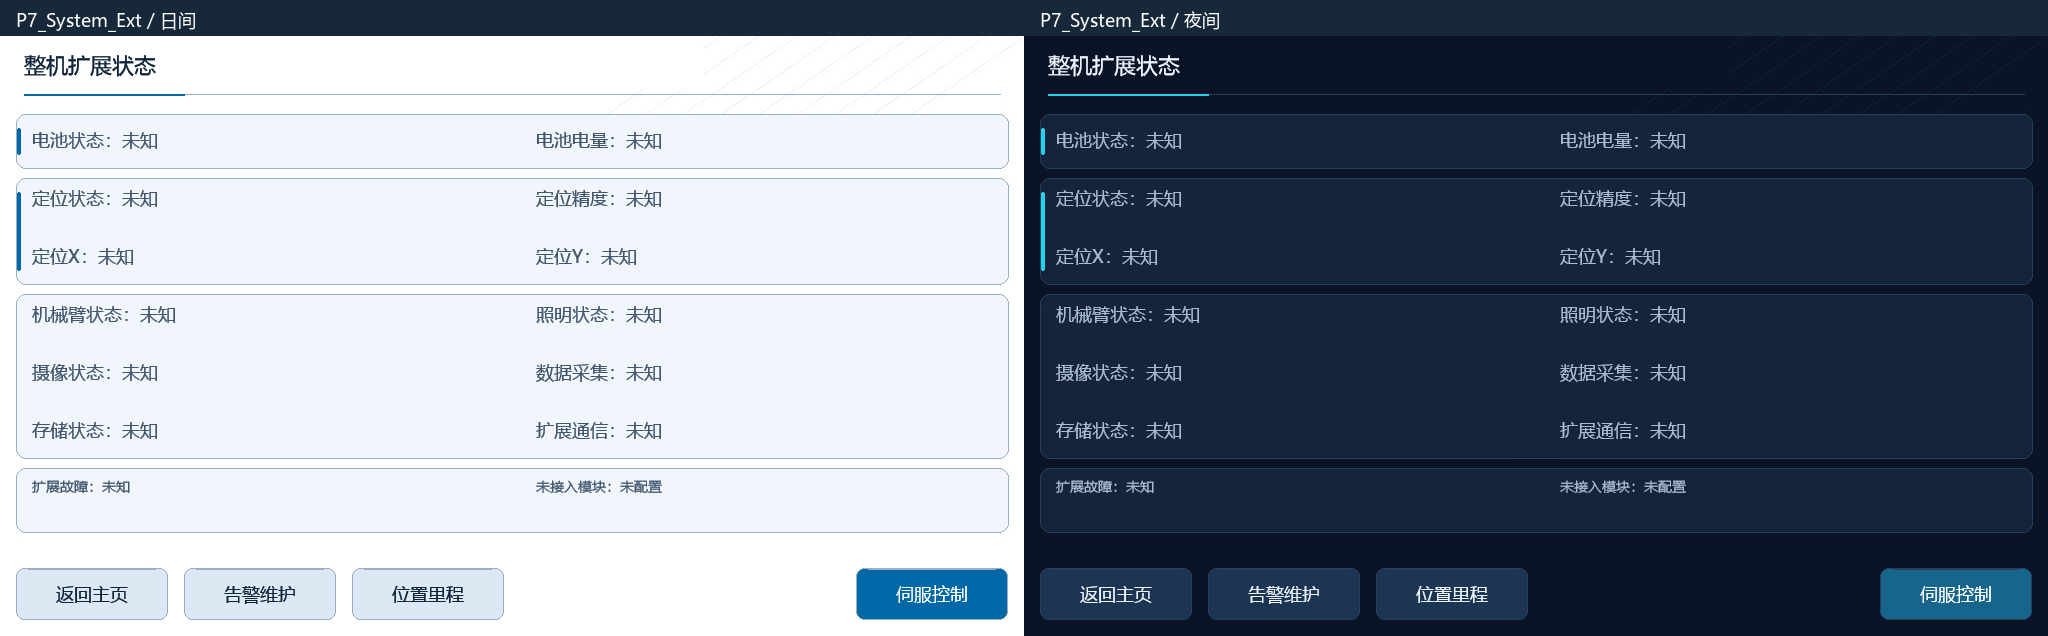 P7_System_Ext / 日间
整机扩展状态
电池状态：未知 电池电量：未知
定位状态：未知 定位精度：未知
定位X：未知 定位Y：未知
机械臂状态：未知 照明状态：未知
摄像状态：未知 数据采集：未知
存储状态：未知 扩展通信：未知
扩展故障：未知 未接入模块：未配置
返回主页 告警维护 位置里程 伺服控制
P7_System_Ext / 夜间
整机扩展状态
电池状态：未知 电池电量：未知
定位状态：未知 定位精度：未知
定位X：未知 定位Y：未知
机械臂状态：未知 照明状态：未知
摄像状态：未知 数据采集：未知
存储状态：未知 扩展通信：未知
扩展故障：未知 未接入模块：未配置
返回主页 告警维护 位置里程 伺服控制